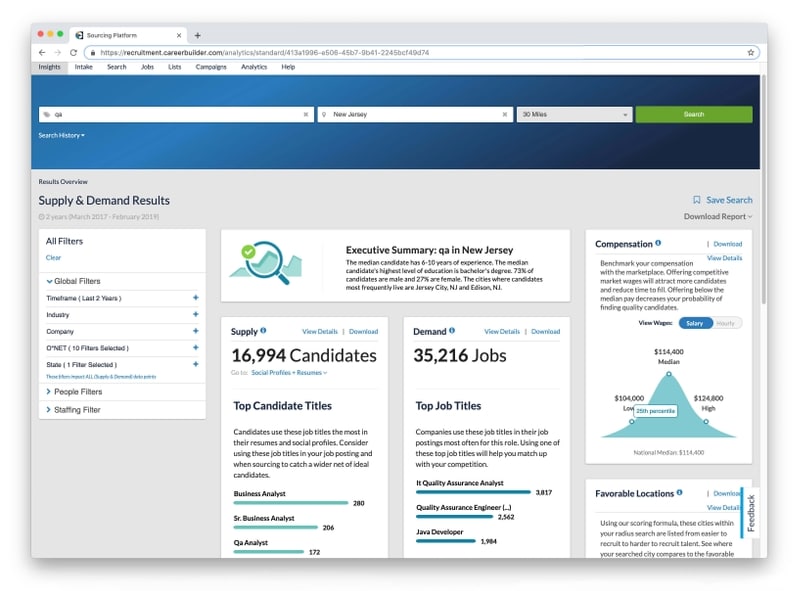 Sourcing Platform
https://recruitment.careerbuilder.com/analytics/standard/413a1996-e506-45b7-9b41-2245bcf49d74
Insights Intake Search Jobs Lists Campaigns Analytics Help
qa
New Jersey
30 Miles
Search
Search History
Results Overview
Supply & Demand Results
2 years (March 2017 - February 2019)
Save Search
Download Report
All Filters
Clear
Global Filters
Timeframe ( Last 2 Years )
Industry
Company
O*NET ( 10 Filters Selected )
State ( 1 Filter Selected )
These filters impact ALL (Supply & Demand) data points
People Filters
Staffing Filter
Executive Summary: qa in New Jersey
The median candidate has 6-10 years of experience. The median
candidate's highest level of education is bachelor's degree. 73% of
candidates are male and 27% are female. The cities where candidates
most frequently live are Jersey City, NJ and Edison, NJ.
Supply
View Details | Download
16,994 Candidates
Go to: Social Profiles + Resumes
Top Candidate Titles
Candidates use these job titles the most in
their resumes and social profiles. Consider
using these job titles in your job posting and
when sourcing to catch a wider net of ideal
candidates.
Business Analyst
280
Sr. Business Analyst
206
Qa Analyst
172
Demand
View Details | Download
35,216 Jobs
Top Job Titles
Companies use these job titles in their job
postings most often for this role. Using one of
these top job titles will help you match up
with your competition.
It Quality Assurance Analyst
3,817
Quality Assurance Engineer (...)
2,562
Java Developer
1,984
Compensation
| Download
View Details
Benchmark your compensation
with the marketplace. Offering competitive
market wages will attract more candidates
and reduce time to fill. Offering below the
median pay decreases your probability of
finding quality candidates.
View Wages: Salary Hourly
$114,400
Median
$104,000
Low
25th percentile
$124,800
High
National Median: $114,400
Favorable Locations
| Download
View Details
Using our scoring formula, these cities within
your radius search are listed from easier to
recruit to harder to recruit talent. See where
your searched city compares to the favorable
Feedback